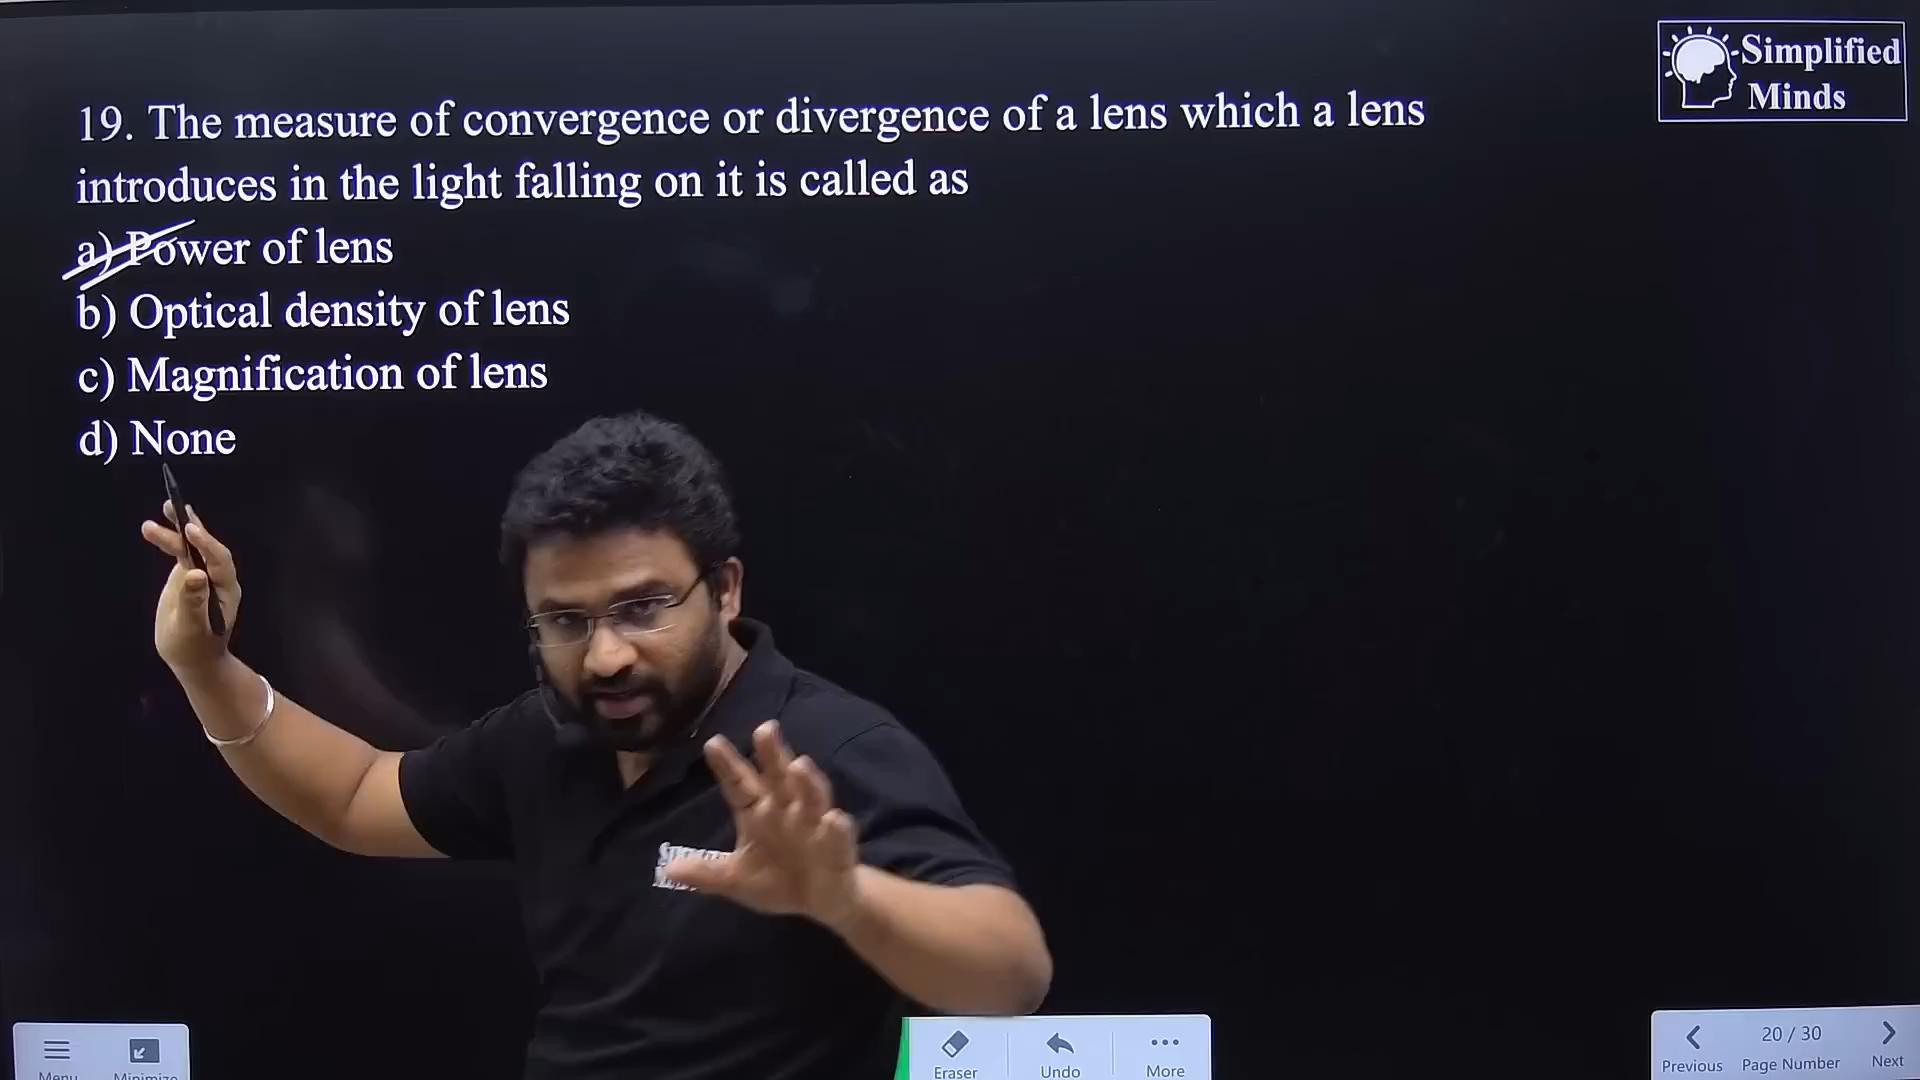 Simplified
Minds
19. The measure of convergence or divergence of a lens which a lens
introduces in the light falling on it is called as
a) Power of lens
b) Optical density of lens
c) Magnification of lens
d) None
Menu
Minimize
Eraser
Undo
More
20 / 30
Previous
Page Number
Next